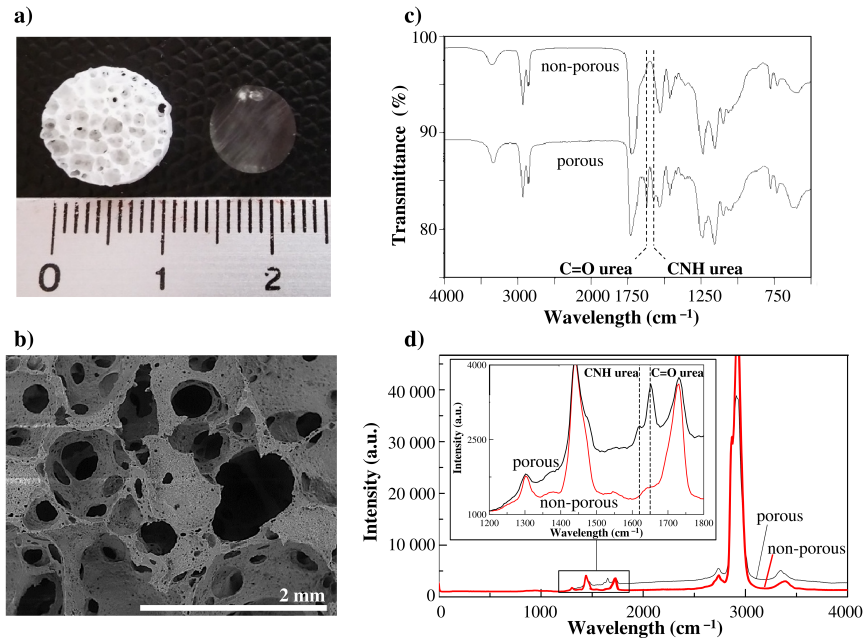 a)
0 1 2
b)
2 mm
c)
Transmittance (%)
100
90
80
non-porous
porous
C=O urea
CNH urea
4000 3000 2000 1750 1250 750
Wavelength (cm⁻¹)
d)
Intensity (a.u.)
40 000
30 000
20 000
10 000
0
0 1000 2000 3000 4000
Wavelength (cm⁻¹)
porous
non-porous
Intensity (a.u.)
4000
2500
1000
CNH urea
C=O urea
porous
non-porous
1200 1300 1400 1500 1600 1700 1800
Wavelength (cm⁻¹)